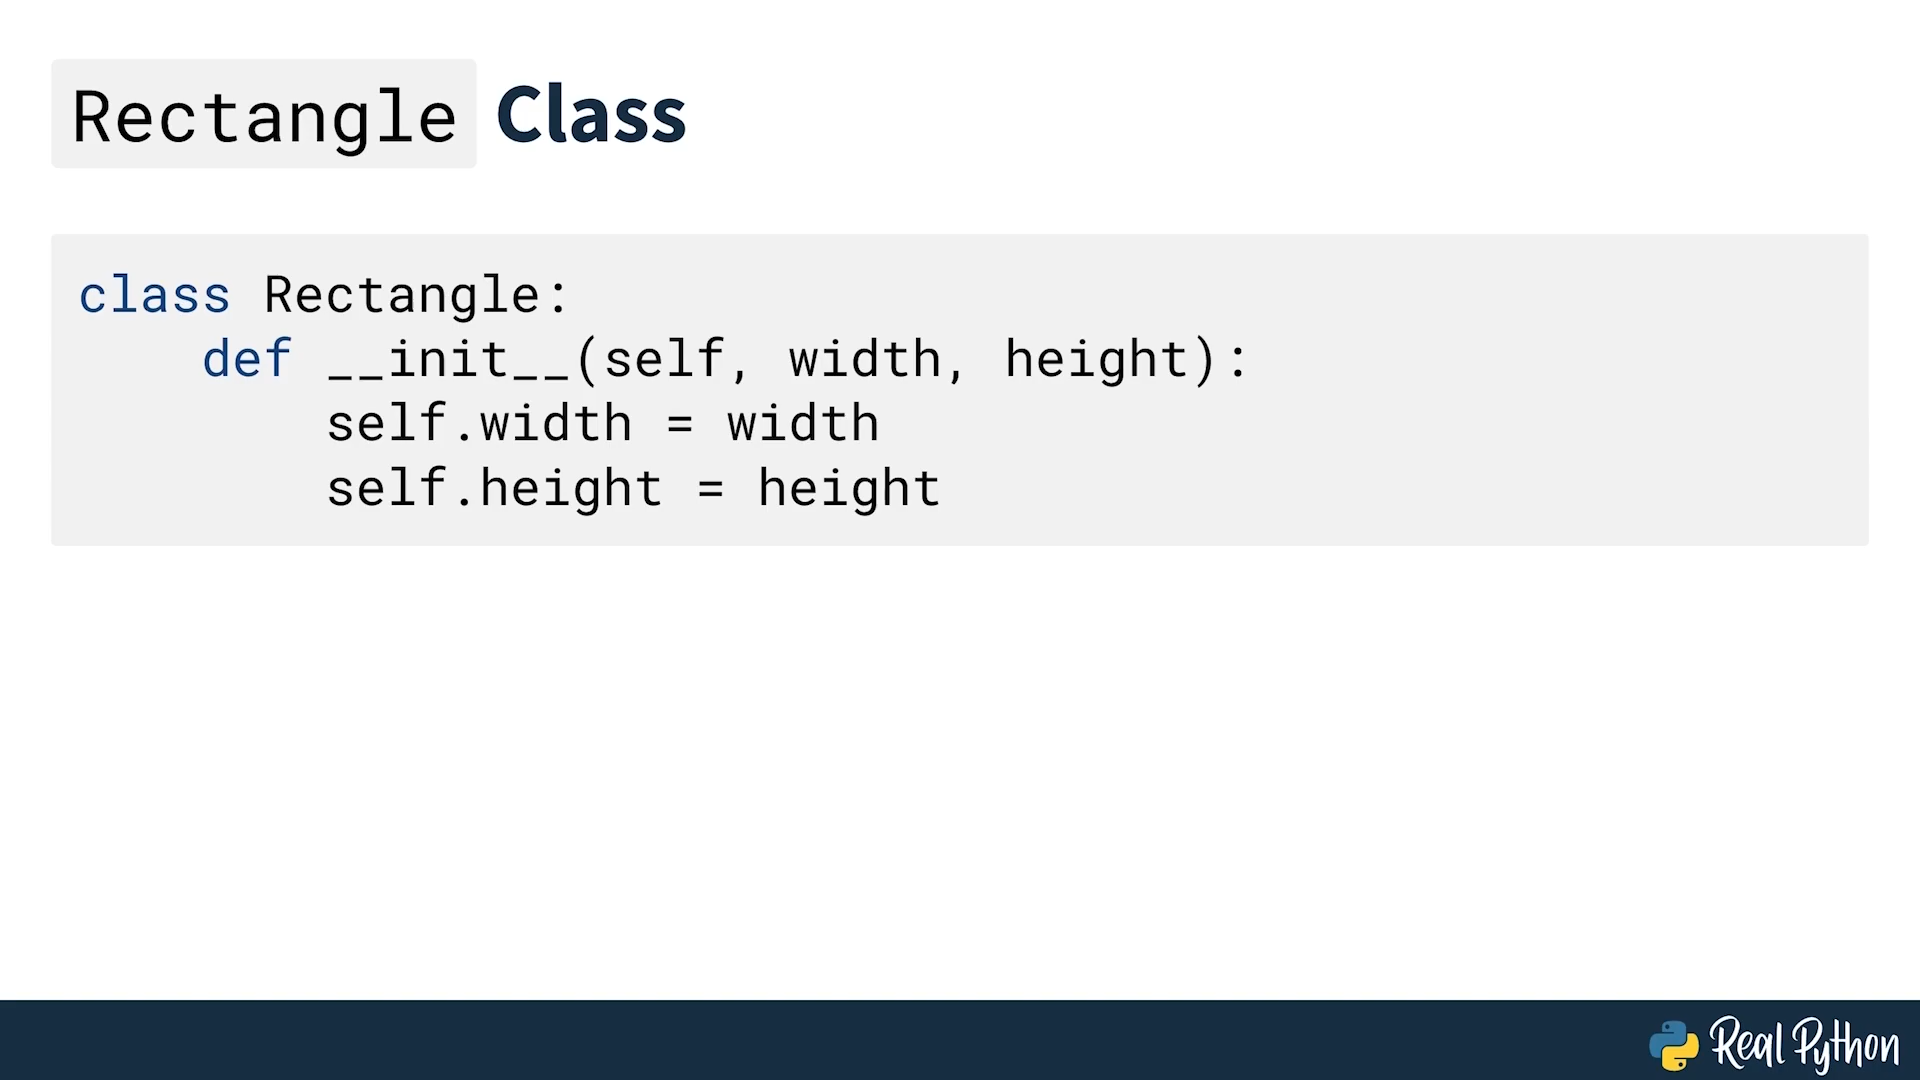 Rectangle Class
class Rectangle:
    def __init__(self, width, height):
        self.width = width
        self.height = height
Real Python